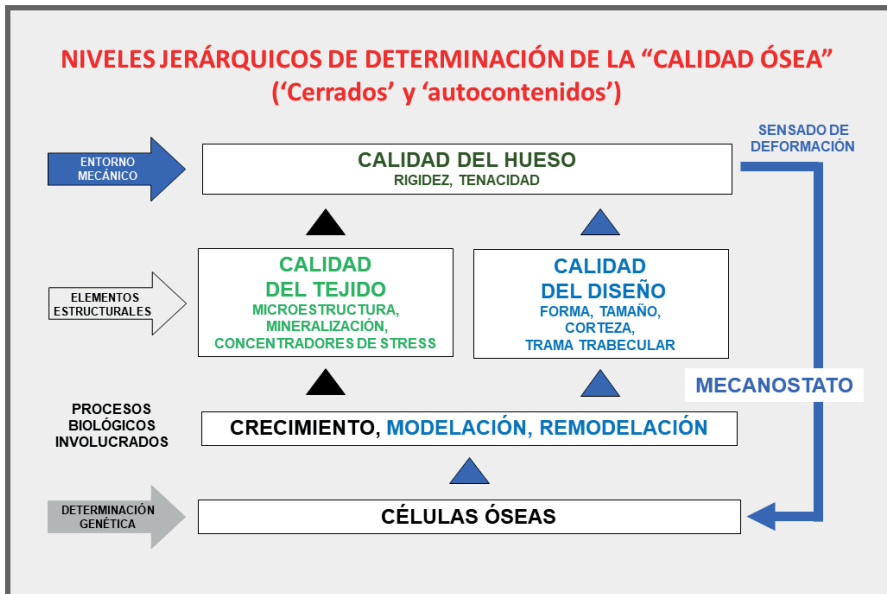 NIVELES JERÁRQUICOS DE DETERMINACIÓN DE LA “CALIDAD ÓSEA”
(‘Cerrados’ y ‘autocontenidos’)
SENSADO DE
DEFORMACIÓN
ENTORNO
MECÁNICO
CALIDAD DEL HUESO
RIGIDEZ, TENACIDAD
ELEMENTOS
ESTRUCTURALES
CALIDAD
DEL TEJIDO
MICROESTRUCTURA,
MINERALIZACIÓN,
CONCENTRADORES DE STRESS
CALIDAD
DEL DISEÑO
FORMA, TAMAÑO,
CORTEZA,
TRAMA TRABECULAR
MECANOSTATO
PROCESOS
BIOLÓGICOS
INVOLUCRADOS
CRECIMIENTO, MODELACIÓN, REMODELACIÓN
DETERMINACIÓN
GENÉTICA
CÉLULAS ÓSEAS